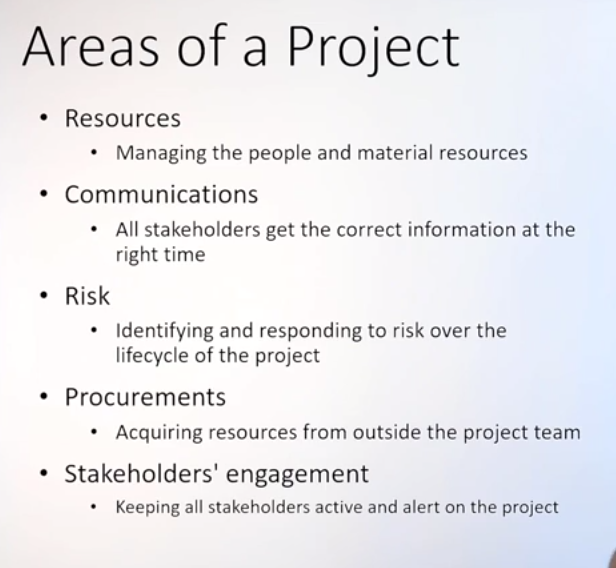 Areas of a Project
• Resources
• Managing the people and material resources
• Communications
• All stakeholders get the correct information at the
right time
• Risk
• Identifying and responding to risk over the
lifecycle of the project
• Procurements
• Acquiring resources from outside the project team
• Stakeholders' engagement
• Keeping all stakeholders active and alert on the project